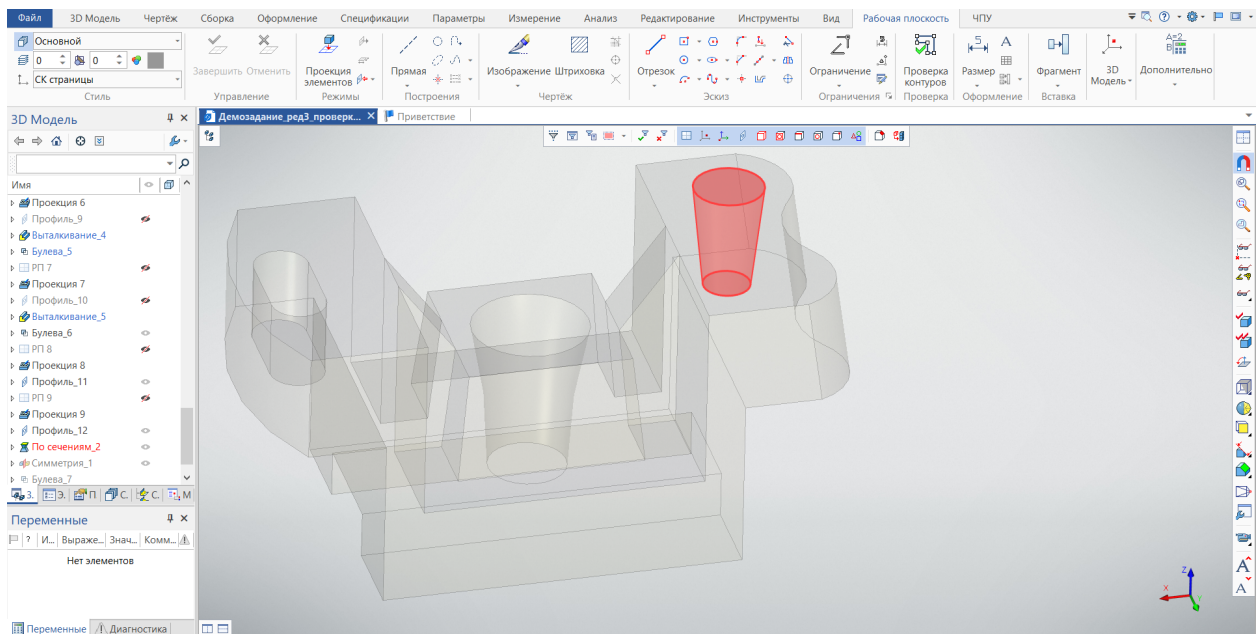 Файл 3D Модель Чертёж Сборка Оформление Спецификации Параметры Измерение Анализ Редактирование Инструменты Вид Рабочая плоскость ЧПУ
Основной
0 0
СК страницы
Стиль
Завершить Отменить
Управление
Проекция элементов
Режимы
Прямая
Построения
Изображение Штриховка
Чертёж
Отрезок
Эскиз
Ограничение
Ограничения
Проверка контуров
Проверка
Размер
Оформление
Фрагмент
Вставка
3D Модель
Дополнительно
3D Модель
Демозадание_ред3_проверк...
Приветствие
Имя
Проекция 6
Профиль_9
Выталкивание_4
Булева_5
РП 7
Проекция 7
Профиль_10
Выталкивание_5
Булева_6
РП 8
Проекция 8
Профиль_11
РП 9
Проекция 9
Профиль_12
По сечениям_2
Симметрия_1
Булева_7
З. Э. П С. С. М
Переменные
? И... Выраже... Знач... Комм...
Нет элементов
Переменные Диагностика
Z
X